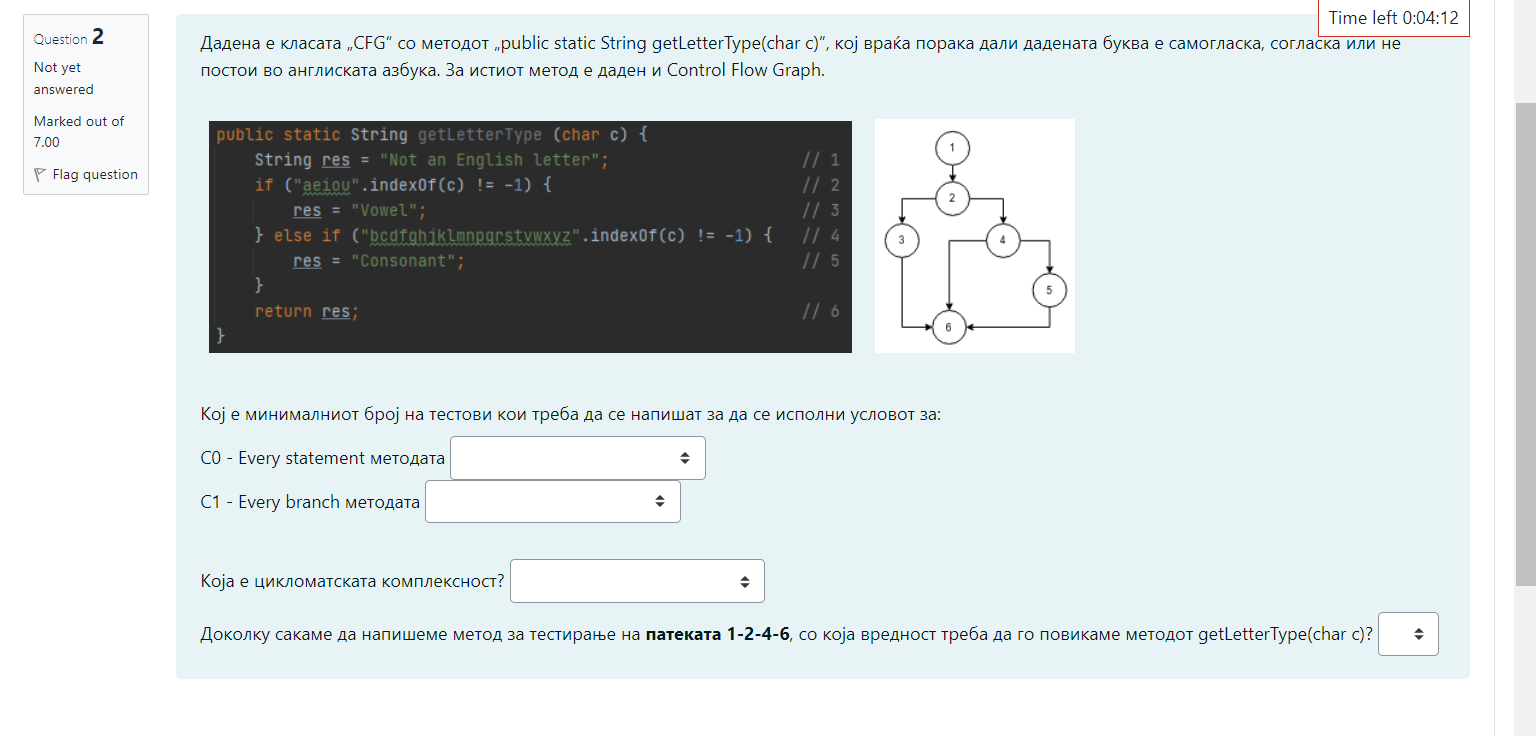 Question 2
Not yet
answered
Marked out of
7.00
Flag question
Time left 0:04:12
Дадена е класата „CFG“ со методот „public static String getLetterType(char c)“, кој враќа порака дали дадената буква е самогласка, согласка или не
постои во англиската азбука. За истиот метод е даден и Control Flow Graph.
public static String getLetterType (char c) {
String res = "Not an English letter"; // 1
if ("aeiou".indexOf(c) != -1) { // 2
res = "Vowel"; // 3
} else if ("bcdfghjklmnpqrstvwxyz".indexOf(c) != -1) { // 4
res = "Consonant"; // 5
}
return res; // 6
}
1
2
3
4
5
6
Кој е минималниот број на тестови кои треба да се напишат за да се исполни условот за:
C0 - Every statement методата
C1 - Every branch методата
Која е цикломатската комплексност?
Доколку сакаме да напишеме метод за тестирање на патеката 1-2-4-6, со која вредност треба да го повикаме методот getLetterType(char c)?